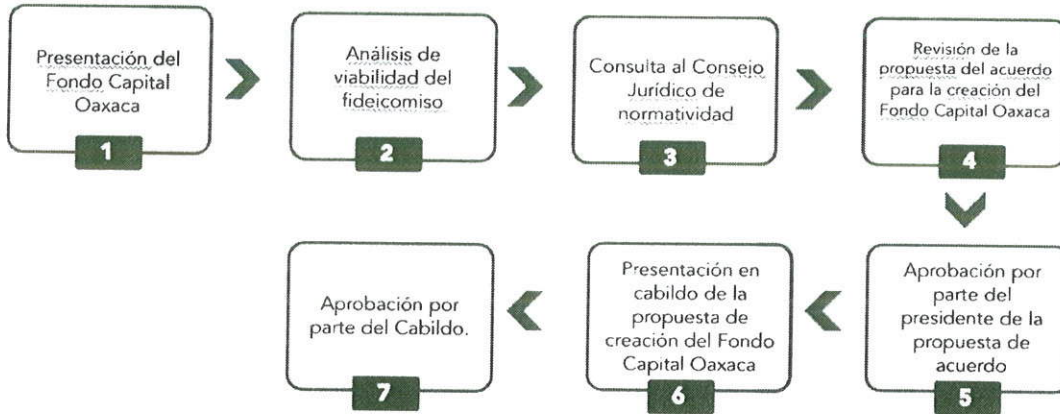 Presentación del
Fondo Capital
Oaxaca
1
Análisis de
viabilidad del
fideicomiso
2
Consulta al Consejo
Jurídico de
normatividad
3
Revisión de la
propuesta del acuerdo
para la creación del
Fondo Capital Oaxaca
4
Aprobación por
parte del
presidente de la
propuesta de
acuerdo
5
Presentación en
cabildo de la
propuesta de
creación del Fondo
Capital Oaxaca
6
Aprobación por
parte del Cabildo.
7